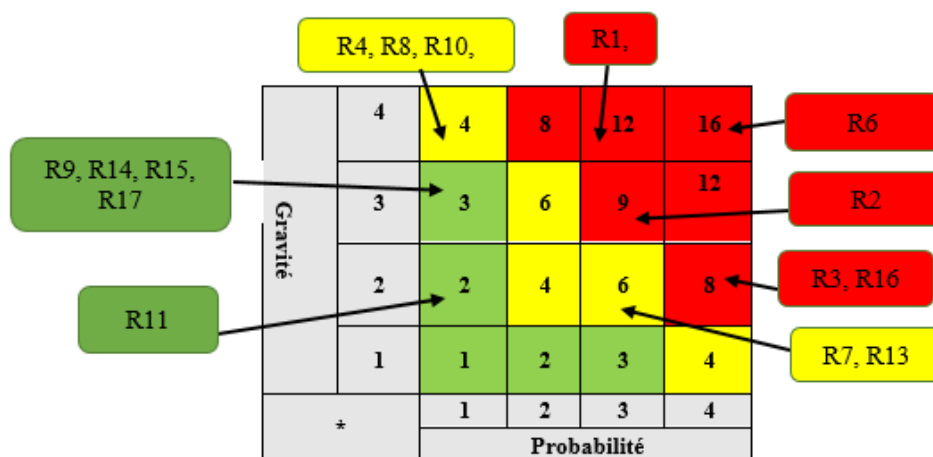 R4, R8, R10,
R1,
4 4 8 12 16
R6
R9, R14, R15,
R17
3 3 6 9 12
R2
Gravité
2 2 4 6 8
R3, R16
R11
1 1 2 3 4
R7, R13
* 1 2 3 4
Probabilité